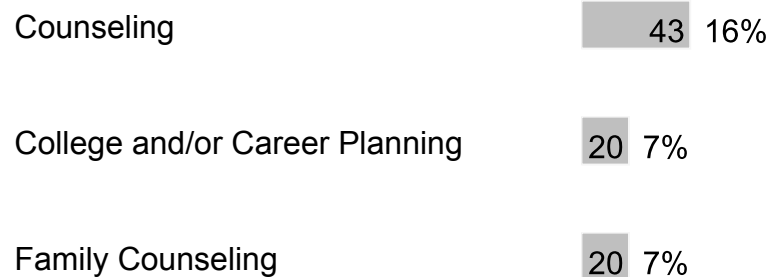 Counseling 43 16%
College and/or Career Planning 20 7%
Family Counseling 20 7%